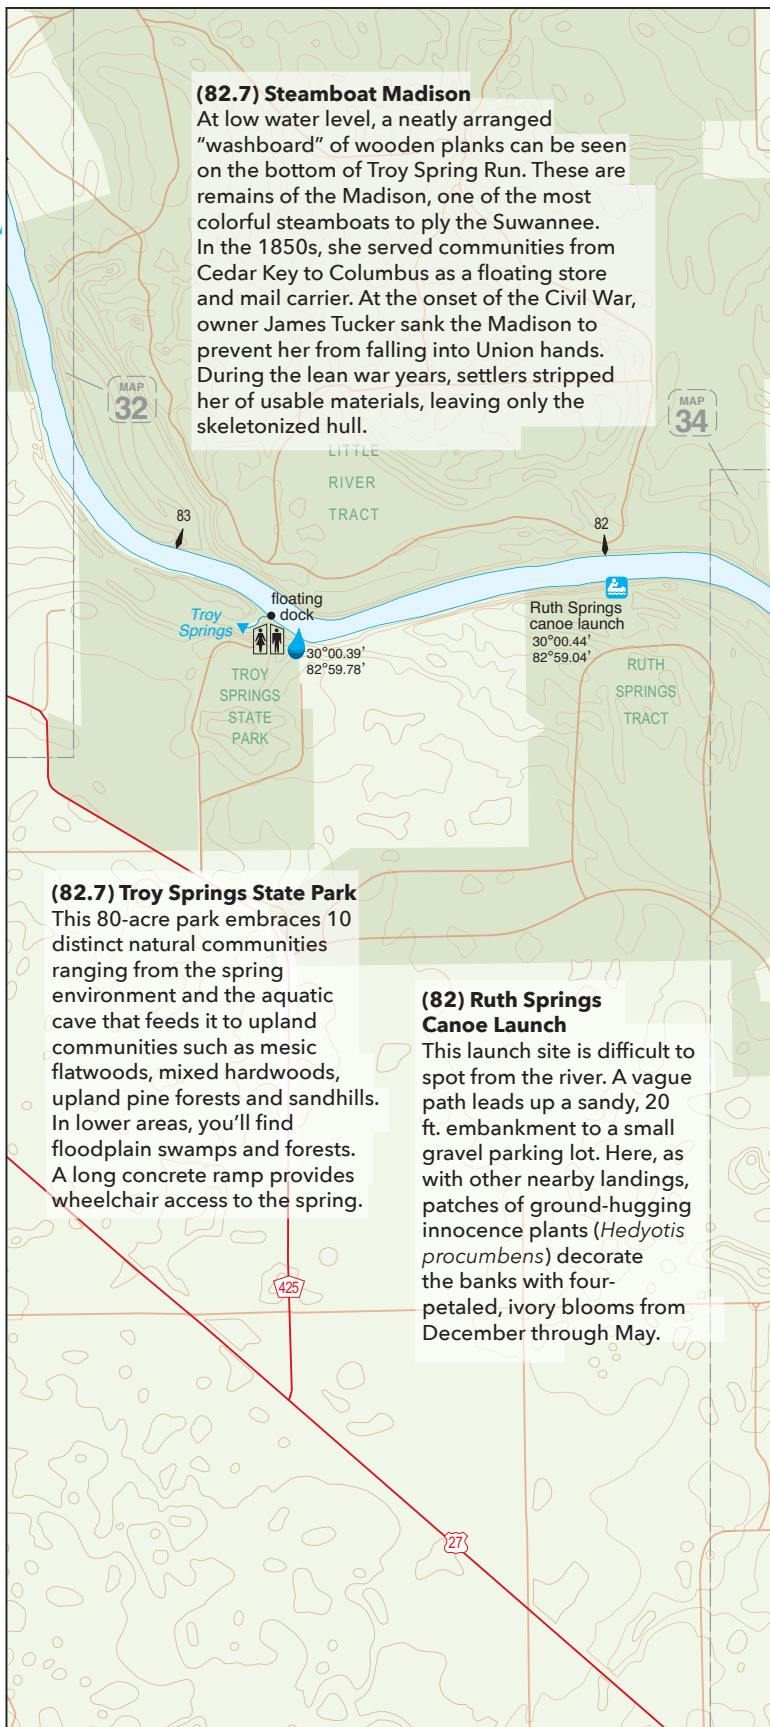 (82.7) Steamboat Madison
At low water level, a neatly arranged
“washboard” of wooden planks can be seen
on the bottom of Troy Spring Run. These are
remains of the Madison, one of the most
colorful steamboats to ply the Suwannee.
In the 1850s, she served communities from
Cedar Key to Columbus as a floating store
and mail carrier. At the onset of the Civil War,
owner James Tucker sank the Madison to
prevent her from falling into Union hands.
During the lean war years, settlers stripped
her of usable materials, leaving only the
skeletonized hull.
MAP
32
MAP
34
LITTLE
RIVER
TRACT
83
82
floating
dock
Troy
Springs
30°00.39’
82°59.78’
Ruth Springs
canoe launch
30°00.44’
82°59.04’
TROY
SPRINGS
STATE
PARK
RUTH
SPRINGS
TRACT
(82.7) Troy Springs State Park
This 80-acre park embraces 10
distinct natural communities
ranging from the spring
environment and the aquatic
cave that feeds it to upland
communities such as mesic
flatwoods, mixed hardwoods,
upland pine forests and sandhills.
In lower areas, you’ll find
floodplain swamps and forests.
A long concrete ramp provides
wheelchair access to the spring.
(82) Ruth Springs
Canoe Launch
This launch site is difficult to
spot from the river. A vague
path leads up a sandy, 20
ft. embankment to a small
gravel parking lot. Here, as
with other nearby landings,
patches of ground-hugging
innocence plants (Hedyotis
procumbens) decorate
the banks with four-
petaled, ivory blooms from
December through May.
425
27